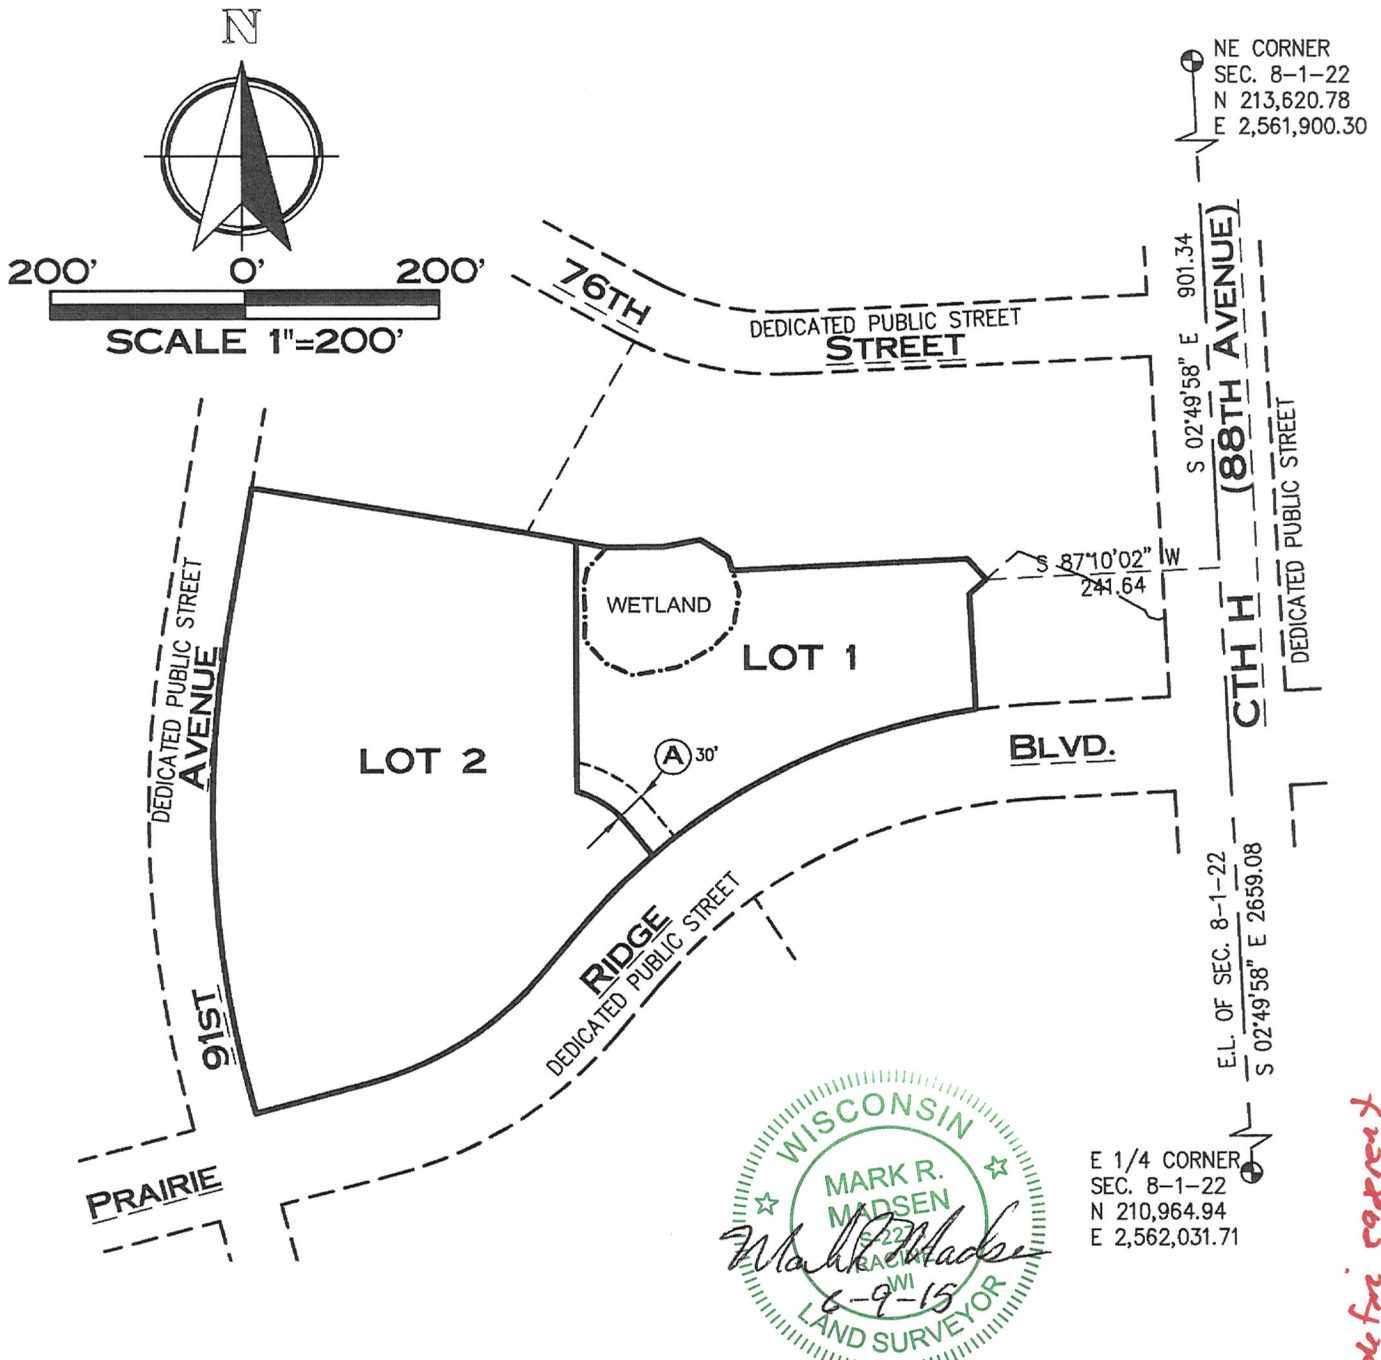 N
NE CORNER
SEC. 8-1-22
N 213,620.78
E 2,561,900.30
200' 0' 200'
SCALE 1"=200'
76TH
DEDICATED PUBLIC STREET
STREET
S 02°49'58" E 901.34
CTH H (88TH AVENUE)
DEDICATED PUBLIC STREET
S 87°10'02" W
241.64
WETLAND
LOT 1
LOT 2
DEDICATED PUBLIC STREET
91ST AVENUE
A 30'
BLVD.
RIDGE
DEDICATED PUBLIC STREET
PRAIRIE
E.L. OF SEC. 8-1-22
S 02°49'58" E 2659.08
E 1/4 CORNER
SEC. 8-1-22
N 210,964.94
E 2,562,031.71
WISCONSIN
MARK R.
MADSEN
RACINE
WI
LAND SURVEYOR
Mark R Madsen
6-9-15